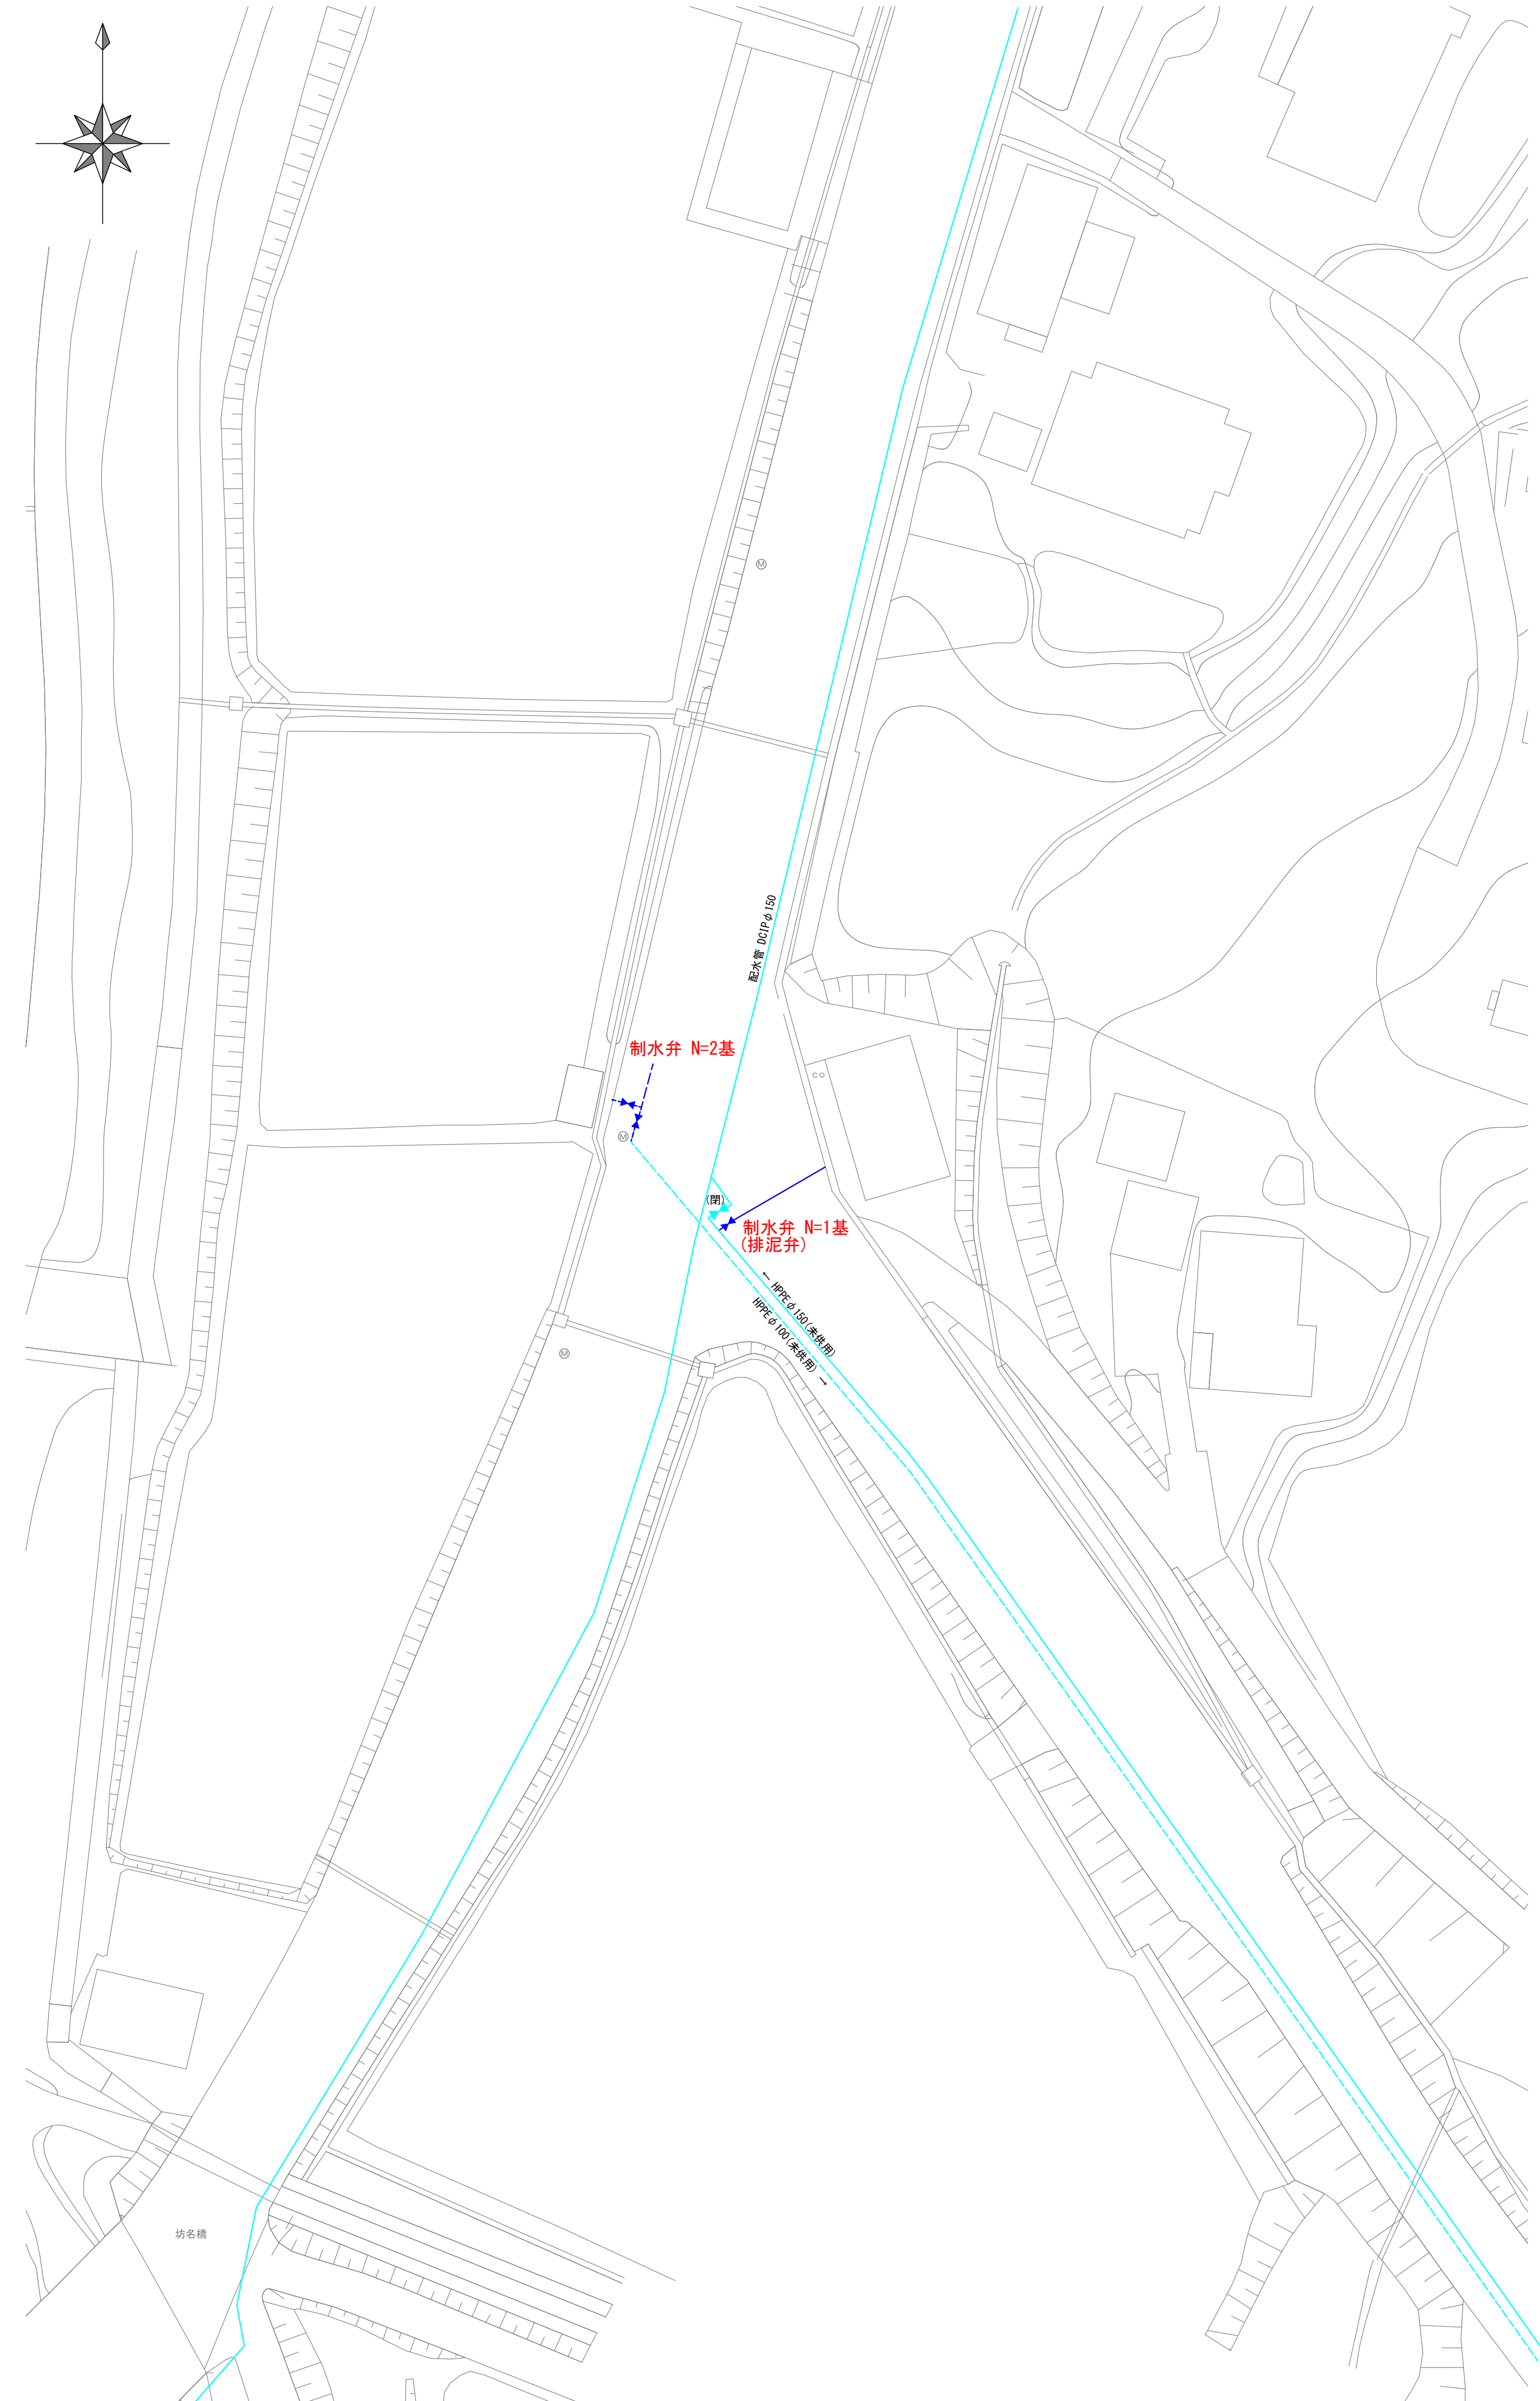 Ⓜ
配水管 DCIPφ150
制水弁 N=2基
co
Ⓜ
(閉)
制水弁 N=1基
(排泥弁)
← HPPEφ150(未供用)
HPPEφ100(未供用) →
Ⓜ
坊名橋